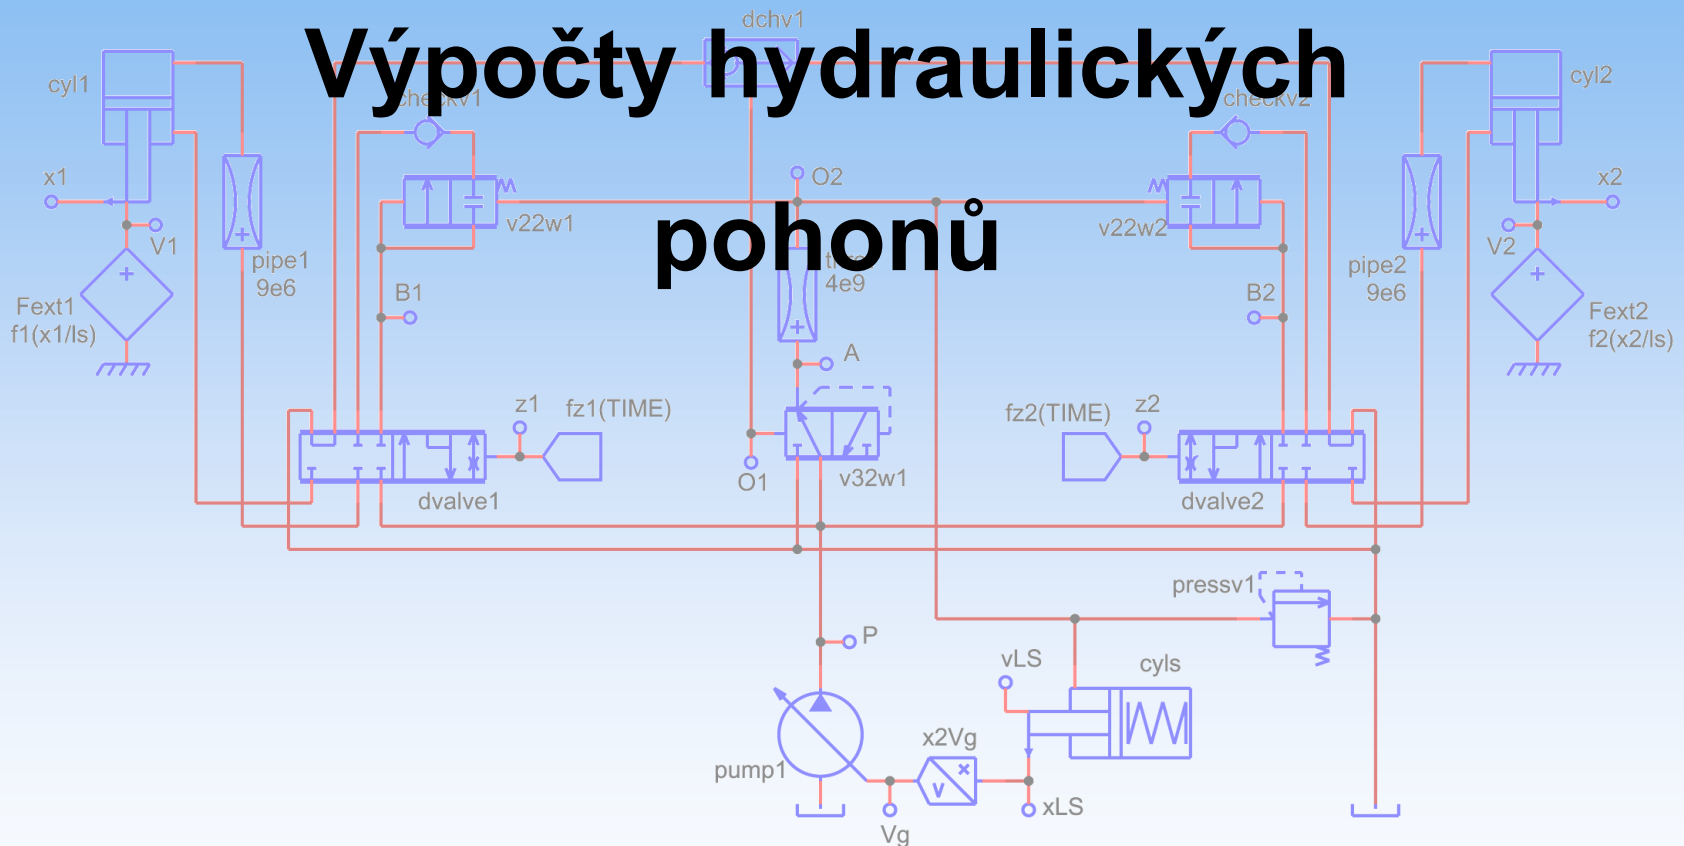 Výpočty hydraulických
pohonů
dchv1
cyl1
checkv1
checkv2
cyl2
x1
O2
x2
v22w1
v22w2
V1
V2
pipe1
9e6
4e9
pipe2
9e6
Fext1
f1(x1/ls)
B1
B2
Fext2
f2(x2/ls)
A
z1
fz1(TIME)
fz2(TIME)
z2
O1
v32w1
dvalve1
dvalve2
pressv1
P
vLS
cyls
x2Vg
pump1
Vg
xLS